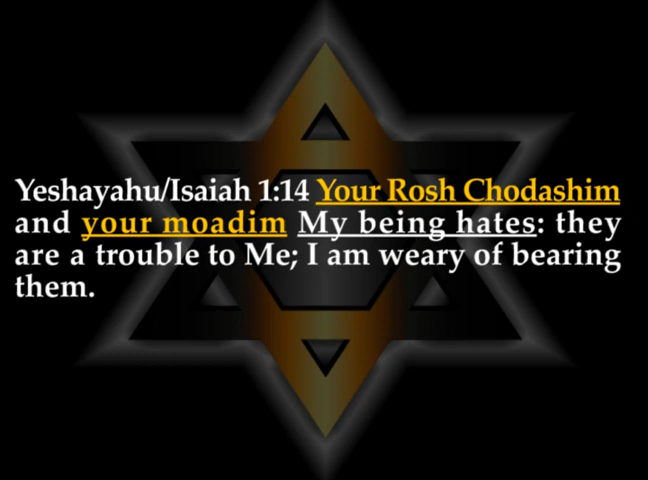 Yeshayahu/Isaiah 1:14 Your Rosh Chodashim
and your moadim My being hates: they
are a trouble to Me; I am weary of bearing
them.